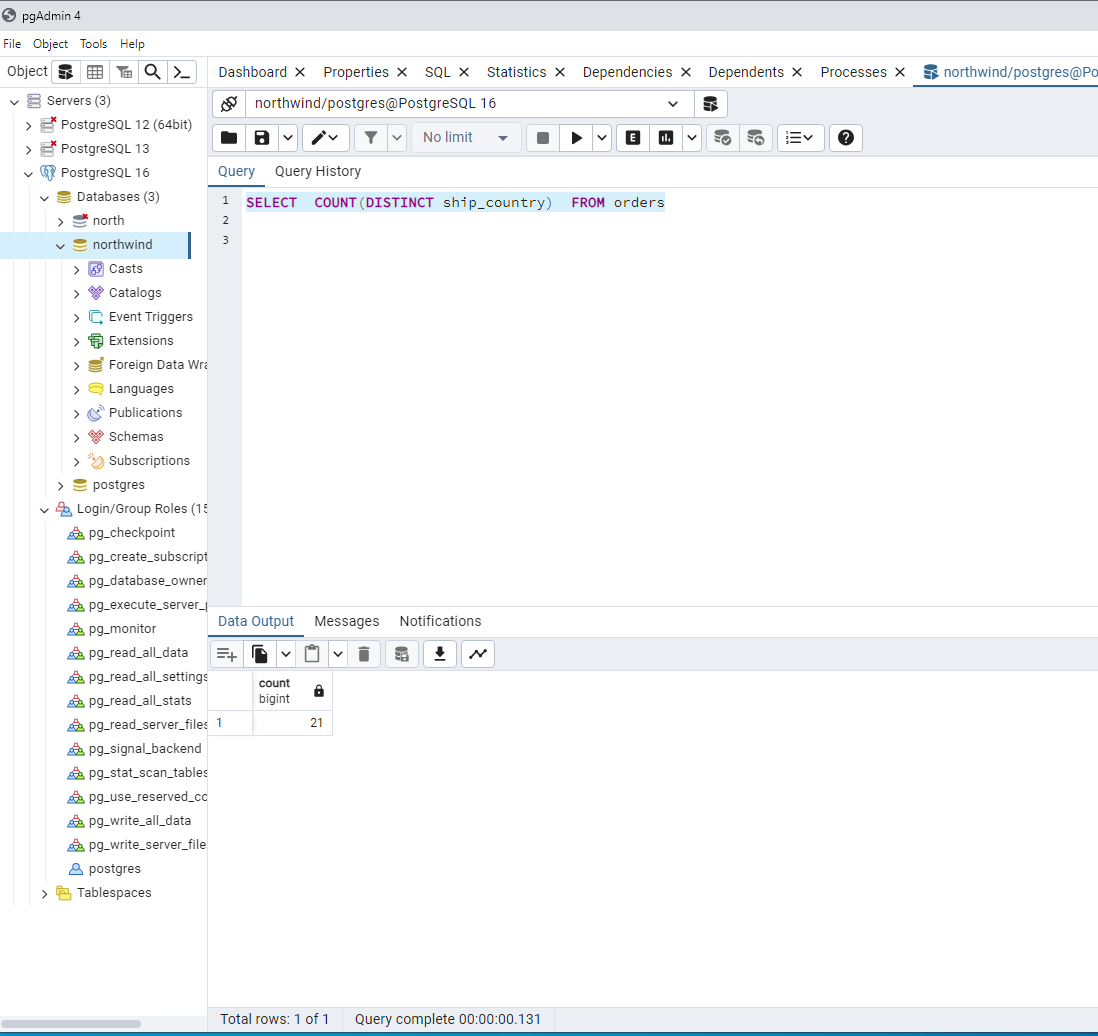 pgAdmin 4
File Object Tools Help
Object
Dashboard Properties SQL Statistics Dependencies Dependents Processes northwind/postgres@Po
Servers (3)
PostgreSQL 12 (64bit)
PostgreSQL 13
PostgreSQL 16
Databases (3)
north
northwind
Casts
Catalogs
Event Triggers
Extensions
Foreign Data Wra
Languages
Publications
Schemas
Subscriptions
postgres
Login/Group Roles (15
pg_checkpoint
pg_create_subscript
pg_database_owner
pg_execute_server_p
pg_monitor
pg_read_all_data
pg_read_all_settings
pg_read_all_stats
pg_read_server_files
pg_signal_backend
pg_stat_scan_tables
pg_use_reserved_co
pg_write_all_data
pg_write_server_file
postgres
Tablespaces
northwind/postgres@PostgreSQL 16
No limit
E
Query Query History
1 SELECT  COUNT(DISTINCT ship_country)  FROM orders
2
3
Data Output Messages Notifications
count
bigint
1 21
Total rows: 1 of 1 Query complete 00:00:00.131